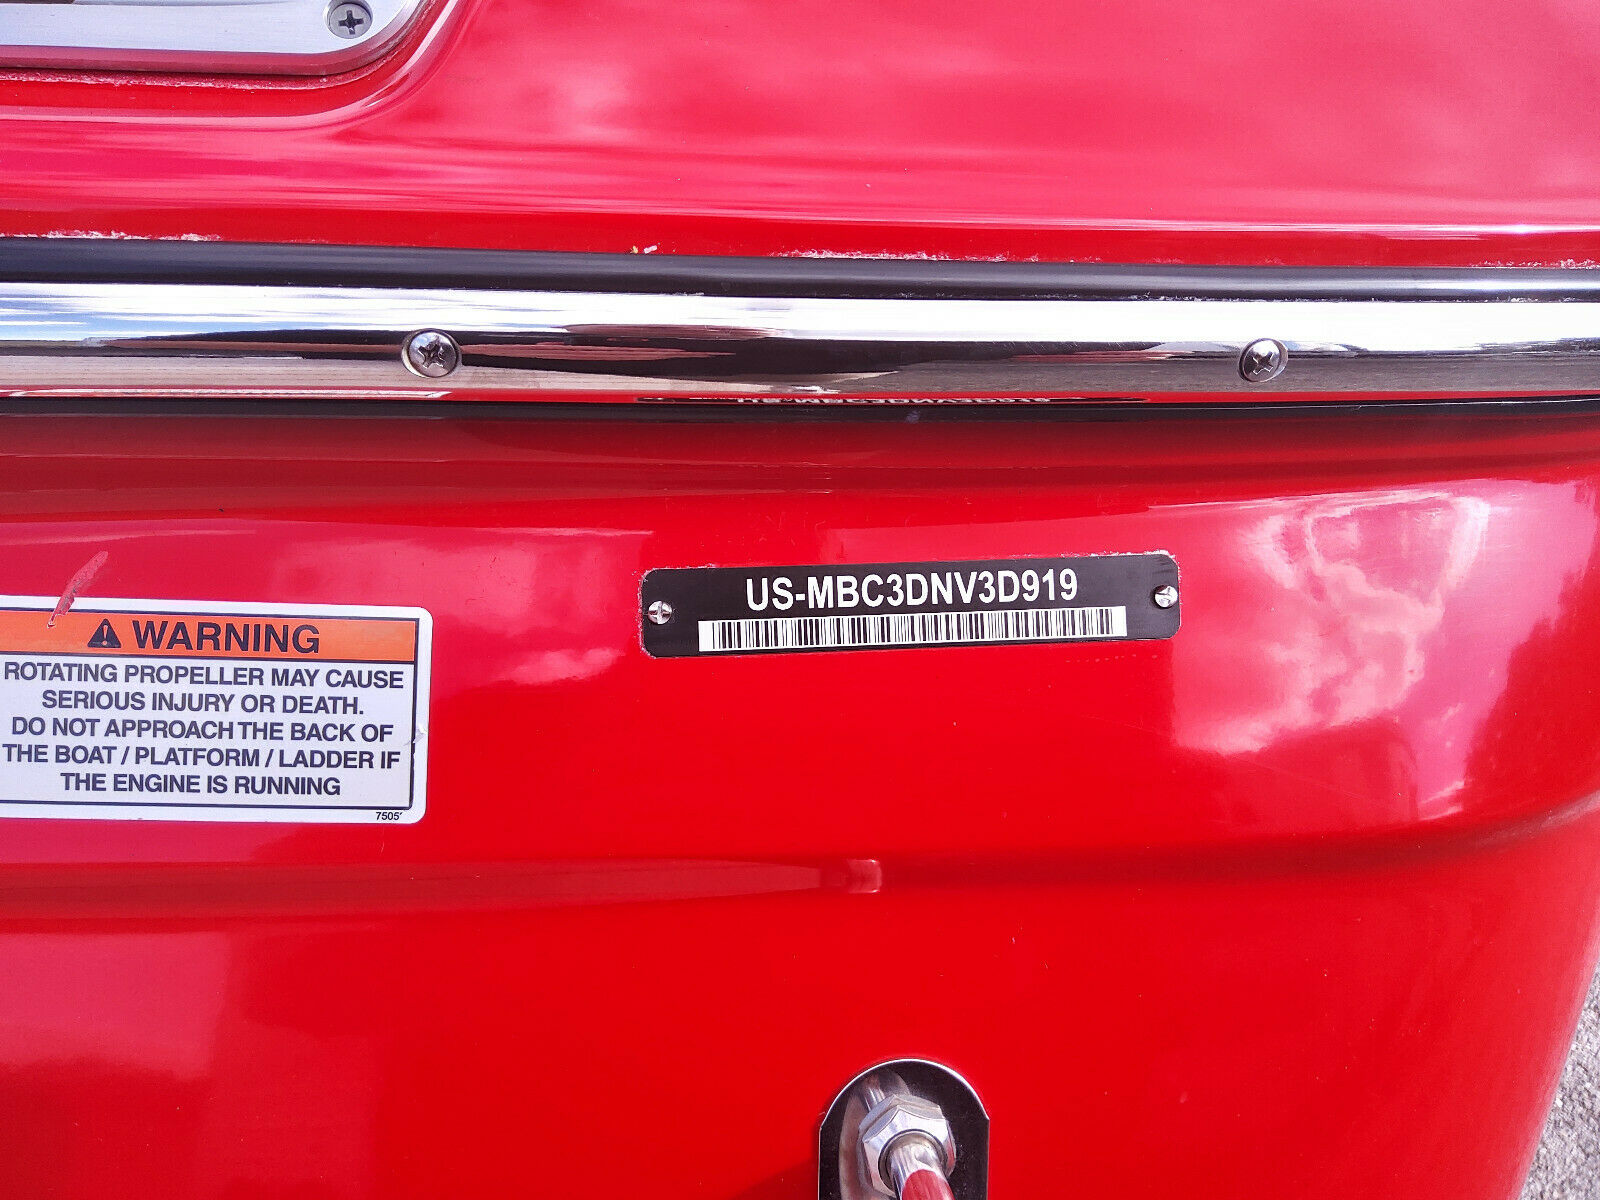 US-MBC3DNV3D919
WARNING
ROTATING PROPELLER MAY CAUSE
SERIOUS INJURY OR DEATH.
DO NOT APPROACH THE BACK OF
THE BOAT / PLATFORM / LADDER IF
THE ENGINE IS RUNNING
7505